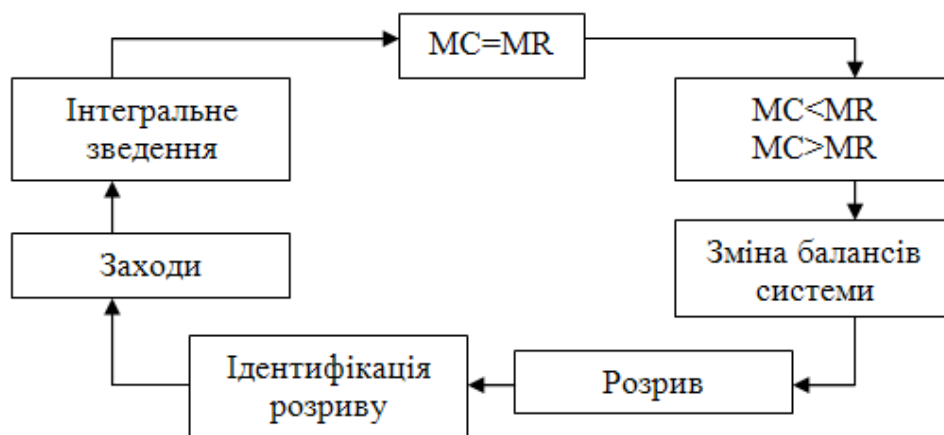 MC=MR
MC<MR
MC>MR
Зміна балансів
системи
Розрив
Ідентифікація
розриву
Заходи
Інтегральне
зведення